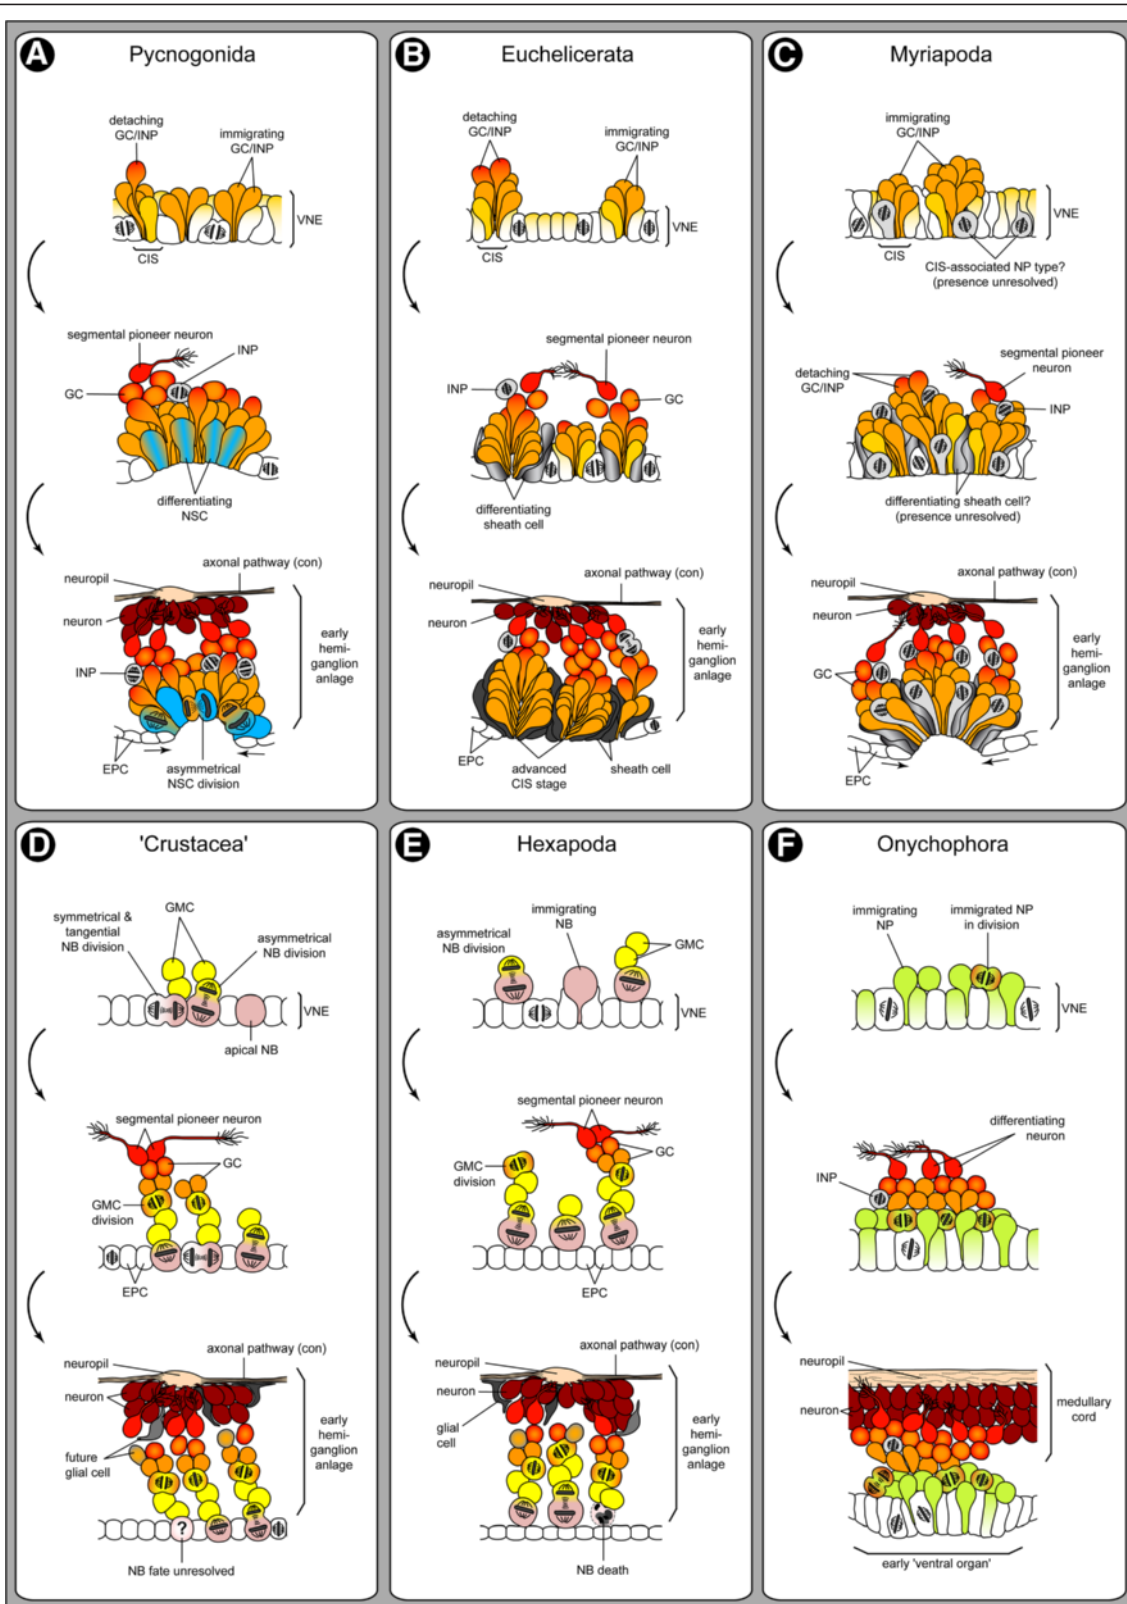 A Pycnogonida
detaching
GC/INP
immigrating
GC/INP
VNE
CIS
segmental pioneer neuron
INP
GC
differentiating
NSC
axonal pathway (con)
neuropil
neuron
early
hemi-
ganglion
anlage
INP
EPC
asymmetrical
NSC division
B Euchelicerata
detaching
GC/INP
immigrating
GC/INP
VNE
CIS
segmental pioneer neuron
INP
GC
differentiating
sheath cell
axonal pathway (con)
neuropil
neuron
early
hemi-
ganglion
anlage
EPC
advanced
CIS stage
sheath cell
C Myriapoda
immigrating
GC/INP
VNE
CIS
CIS-associated NP type?
(presence unresolved)
segmental pioneer
neuron
detaching
GC/INP
INP
differentiating sheath cell?
(presence unresolved)
axonal pathway (con)
neuropil
neuron
early
hemi-
ganglion
anlage
GC
EPC
D 'Crustacea'
GMC
symmetrical &
tangential
NB division
asymmetrical
NB division
VNE
apical NB
segmental pioneer neuron
GC
GMC
division
EPC
axonal pathway (con)
neuropil
neuron
early
hemi-
ganglion
anlage
future
glial cell
?
NB fate unresolved
E Hexapoda
immigrating
NB
asymmetrical
NB division
GMC
VNE
segmental pioneer neuron
GC
GMC
division
EPC
axonal pathway (con)
neuropil
neuron
glial
cell
early
hemi-
ganglion
anlage
NB death
F Onychophora
immigrating
NP
immigrated NP
in division
VNE
differentiating
neuron
INP
neuropil
neuron
medullary
cord
early 'ventral organ'